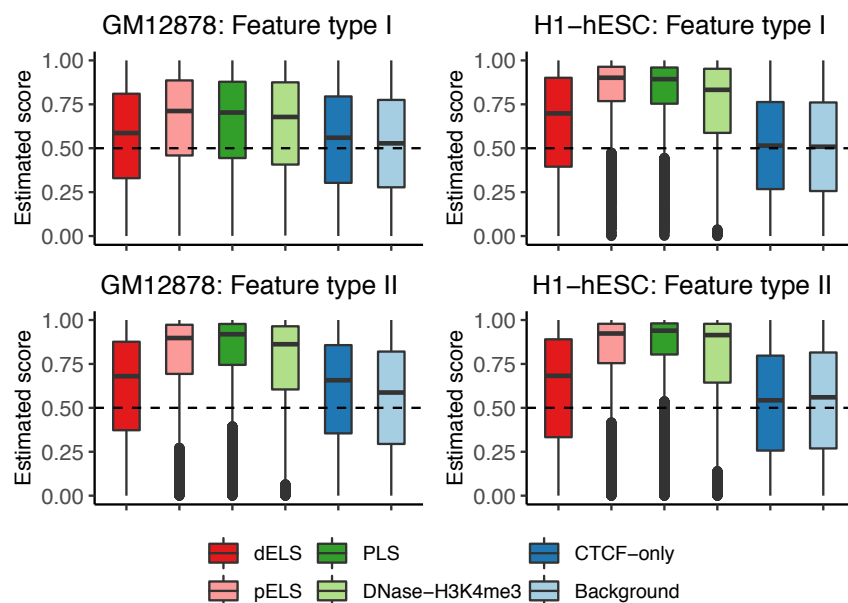 GM12878: Feature type I
H1−hESC: Feature type I
Estimated score
1.00
0.75
0.50
0.25
0.00
Estimated score
1.00
0.75
0.50
0.25
0.00
GM12878: Feature type II
H1−hESC: Feature type II
Estimated score
1.00
0.75
0.50
0.25
0.00
Estimated score
1.00
0.75
0.50
0.25
0.00
dELS PLS CTCF−only
pELS DNase−H3K4me3 Background